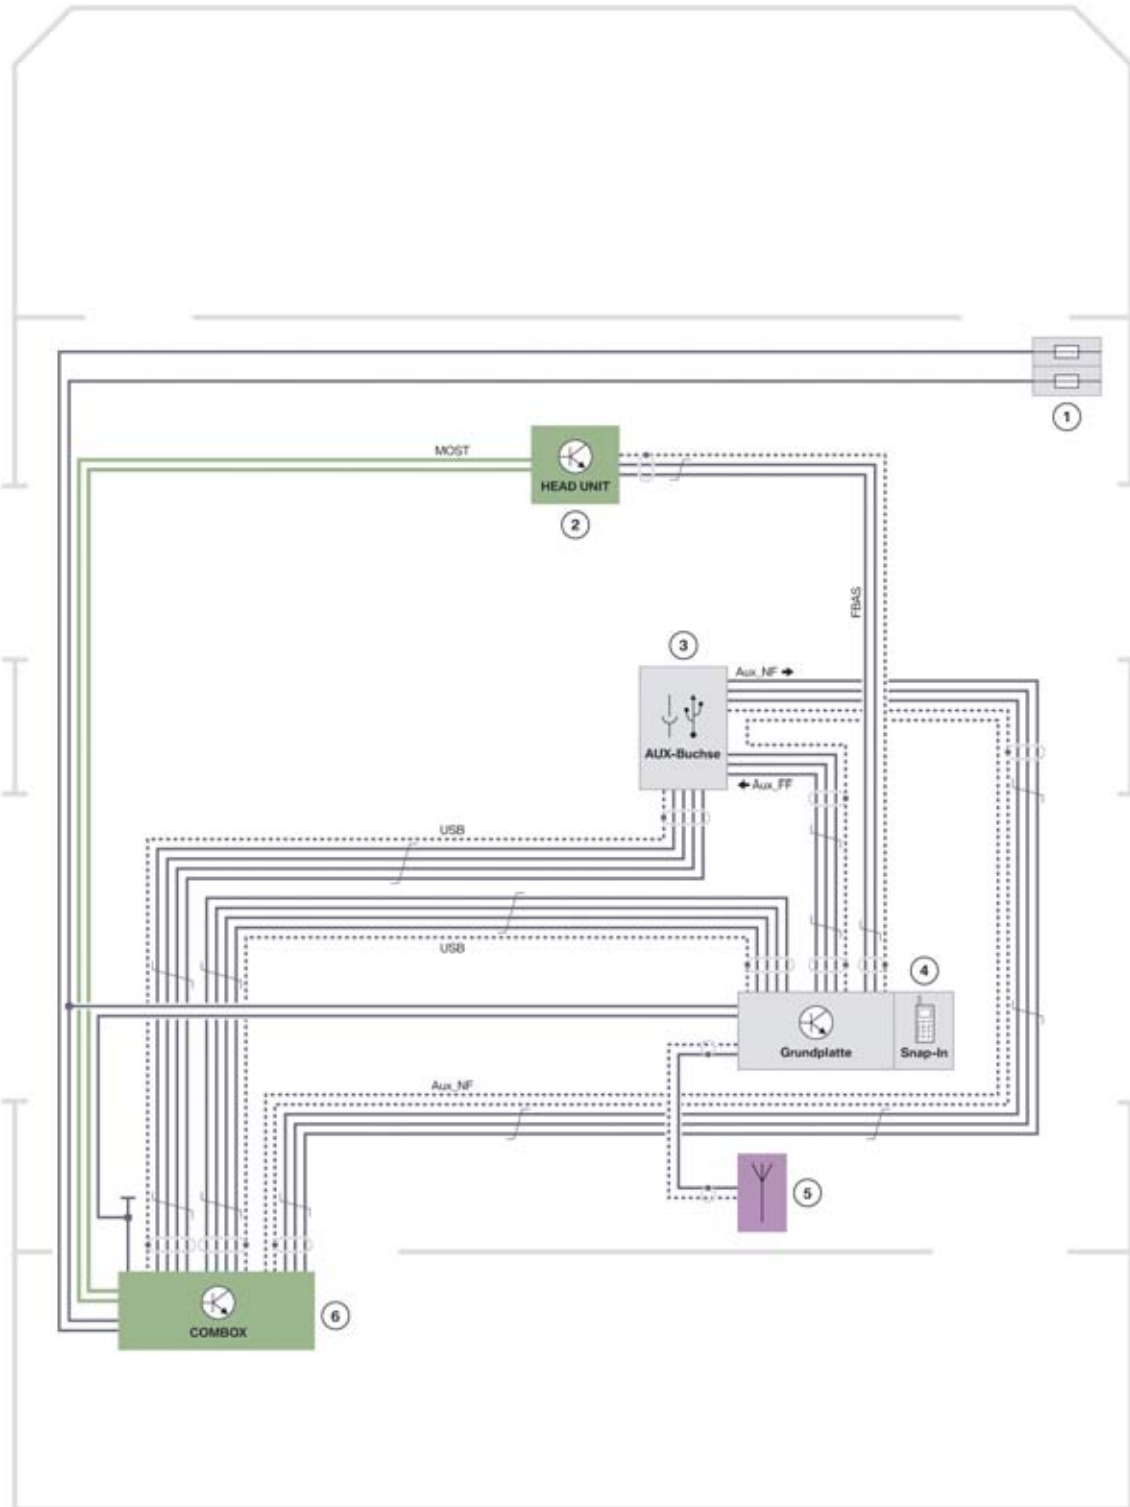 1
MOST
HEAD UNIT
2
FBAS
3
Aux_NF
AUX-Buchse
Aux_FF
USB
USB
4
Grundplatte
Snap-In
Aux_NF
5
COMBOX
6